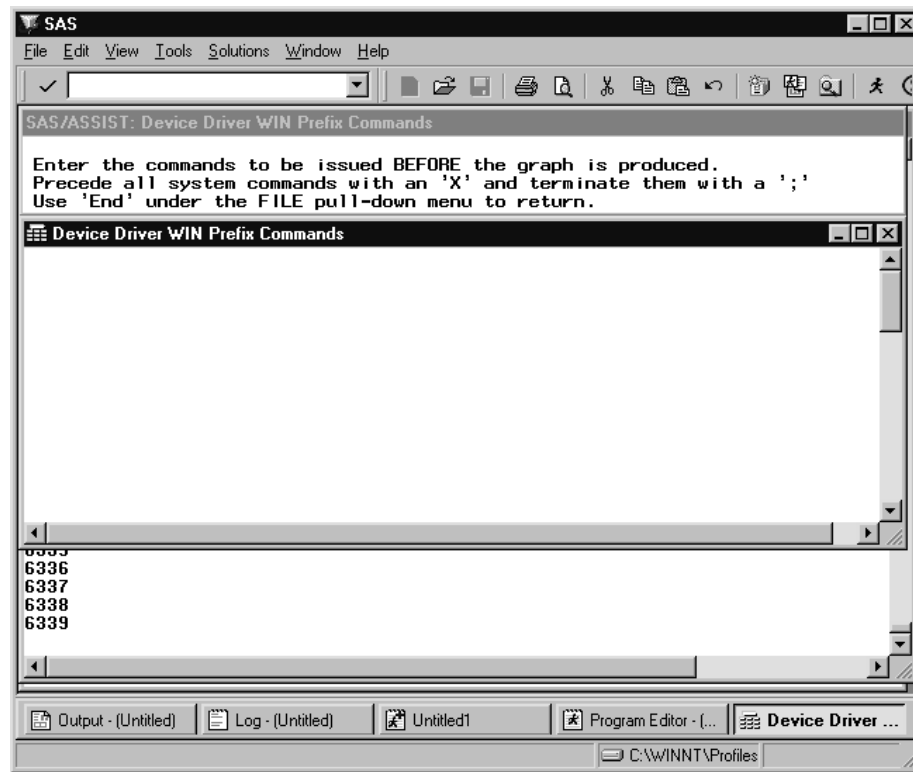 SAS
File Edit View Tools Solutions Window Help
SAS/ASSIST: Device Driver WIN Prefix Commands
Enter the commands to be issued BEFORE the graph is produced.
Precede all system commands with an 'X' and terminate them with a ';'
Use 'End' under the FILE pull-down menu to return.
Device Driver WIN Prefix Commands
6335
6336
6337
6338
6339
Output - (Untitled) Log - (Untitled) Untitled1 Program Editor - (... Device Driver ...
C:\WINNT\Profiles